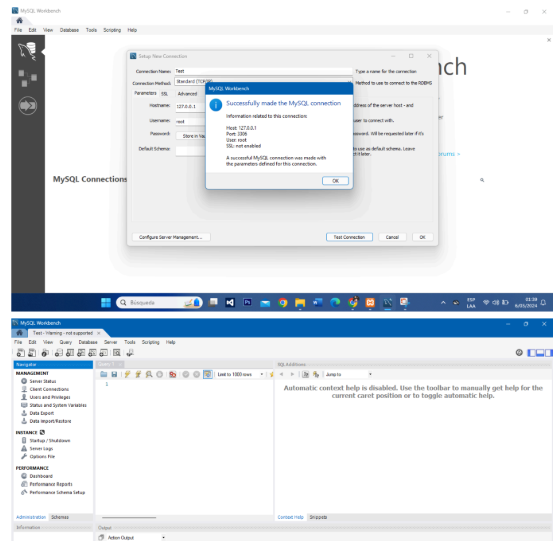 MySQL Workbench
File Edit View Database Tools Scripting Help
Setup New Connection
Connection Name: Test Type a name for the connection
Connection Method: Standard (TCP/IP) Method to use to connect to the RDBMS
Parameters SSL Advanced
Hostname: 127.0.0.1 address of the server host - and
Username: root user to connect with.
Password: Store in Vau password. Will be requested later if it's
Default Schema: to use as default schema. Leave
it later.
MySQL Workbench
Successfully made the MySQL connection
Information related to this connection:
Host: 127.0.0.1
Port: 3306
User: root
SSL: not enabled
A successful MySQL connection was made with
the parameters defined for this connection.
OK
ch
orums >
MySQL Connections
Configure Server Management... Test Connection Cancel OK
Búsqueda
ESP
LAA
01:38
6/05/2024
MySQL Workbench
Test - Warning - not supported
File Edit View Query Database Server Tools Scripting Help
Navigator
MANAGEMENT
Server Status
Client Connections
Users and Privileges
Status and System Variables
Data Export
Data Import/Restore
INSTANCE
Startup / Shutdown
Server Logs
Options File
PERFORMANCE
Dashboard
Performance Reports
Performance Schema Setup
Administration Schemas
Information
Limit to 1000 rows
1
SQL Additions
Jump to
Automatic context help is disabled. Use the toolbar to manually get help for the
current caret position or to toggle automatic help.
Context Help Snippets
Output
Action Output